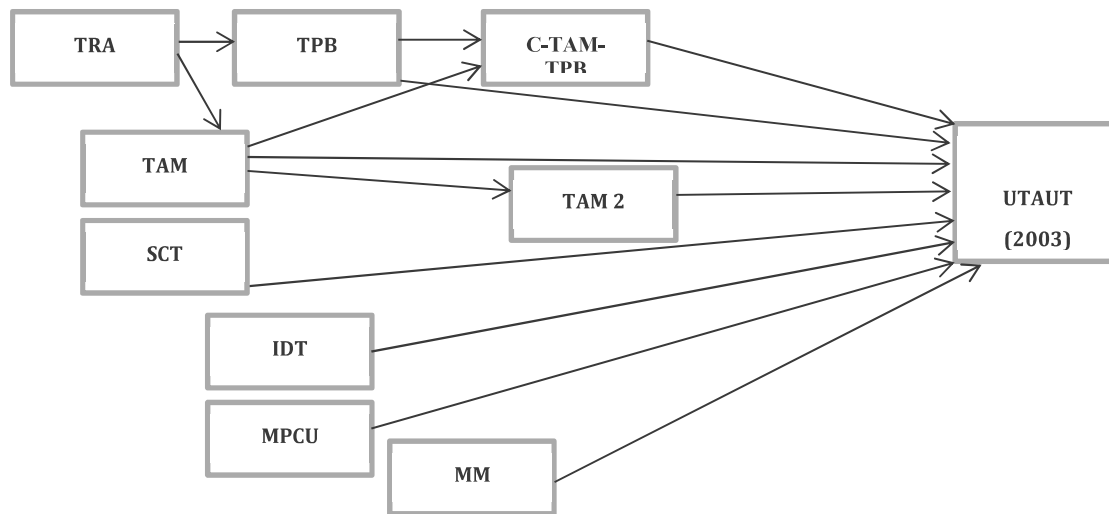 TRA
TPB
C-TAM-
TPB
TAM
TAM 2
UTAUT
(2003)
SCT
IDT
MPCU
MM